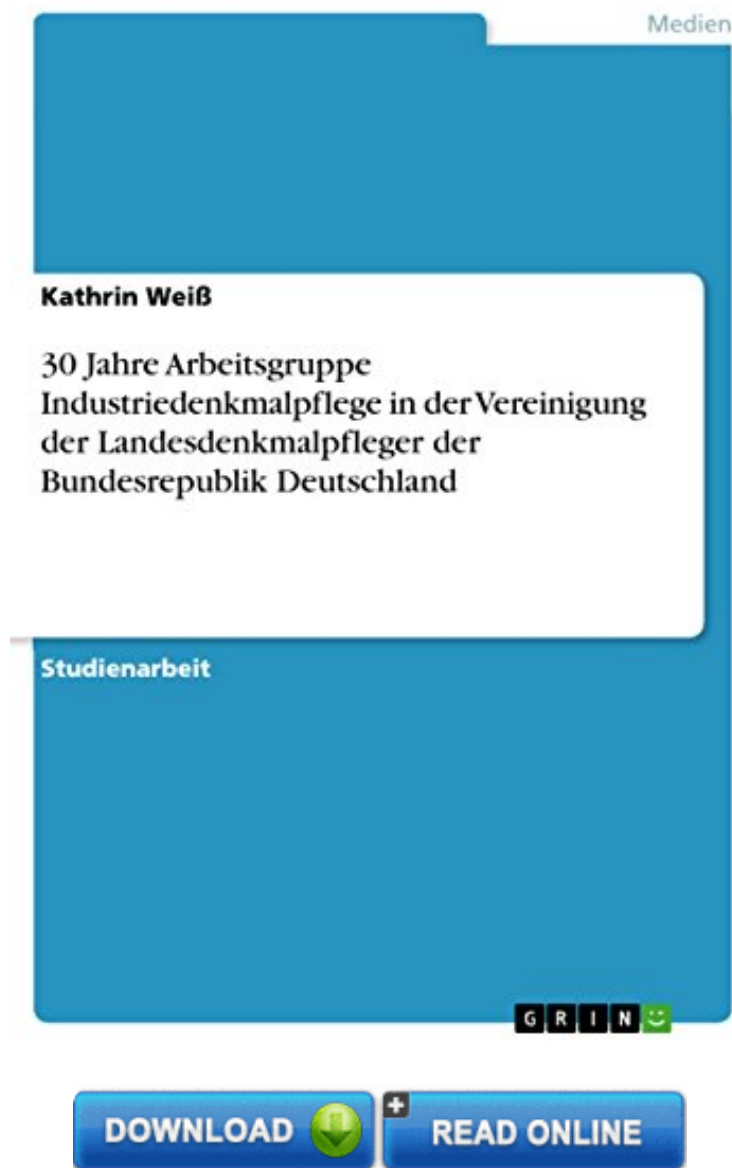 Medien
Kathrin Weiß
30 Jahre Arbeitsgruppe
Industriedenkmalpflege in der Vereinigung
der Landesdenkmalpfleger der
Bundesrepublik Deutschland
Studienarbeit
GRIN
DOWNLOAD
READ ONLINE